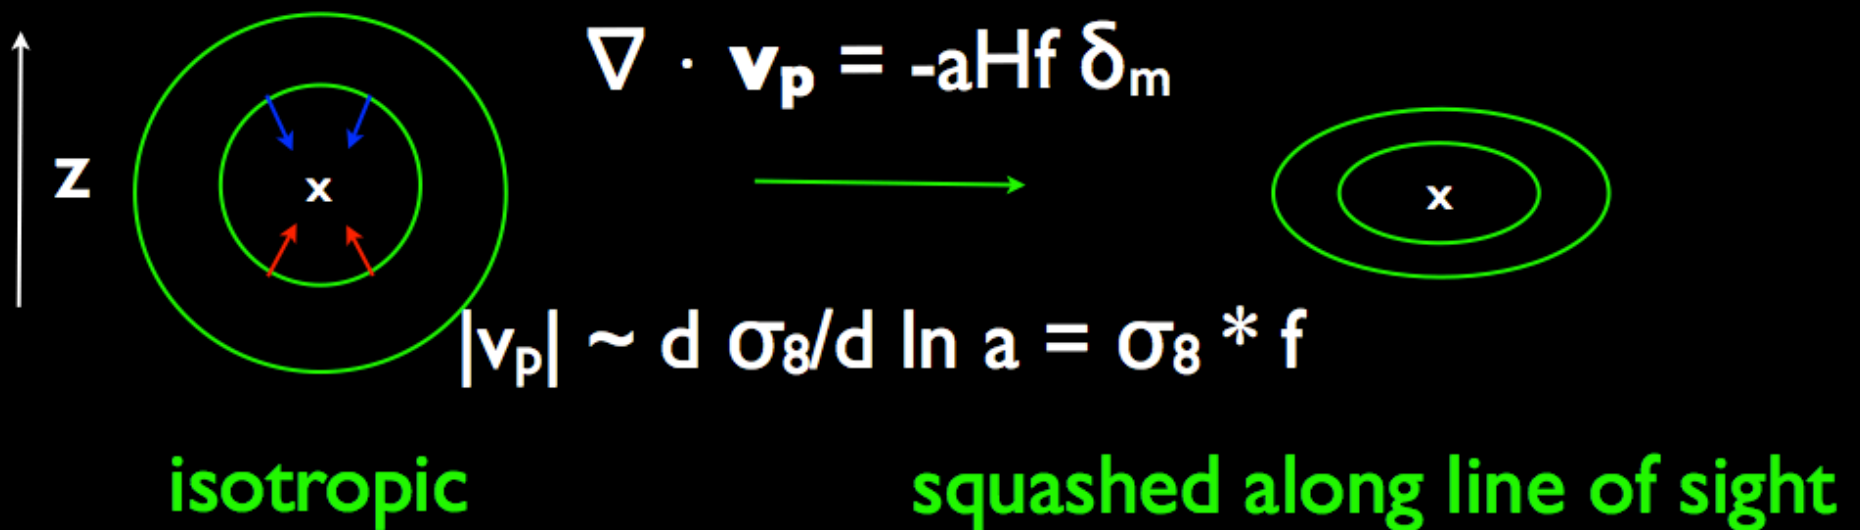 ∇ · vₚ = -aHf δₘ
z
x
x
|vₚ| ~ d σ₈/d ln a = σ₈ * f
isotropic
squashed along line of sight